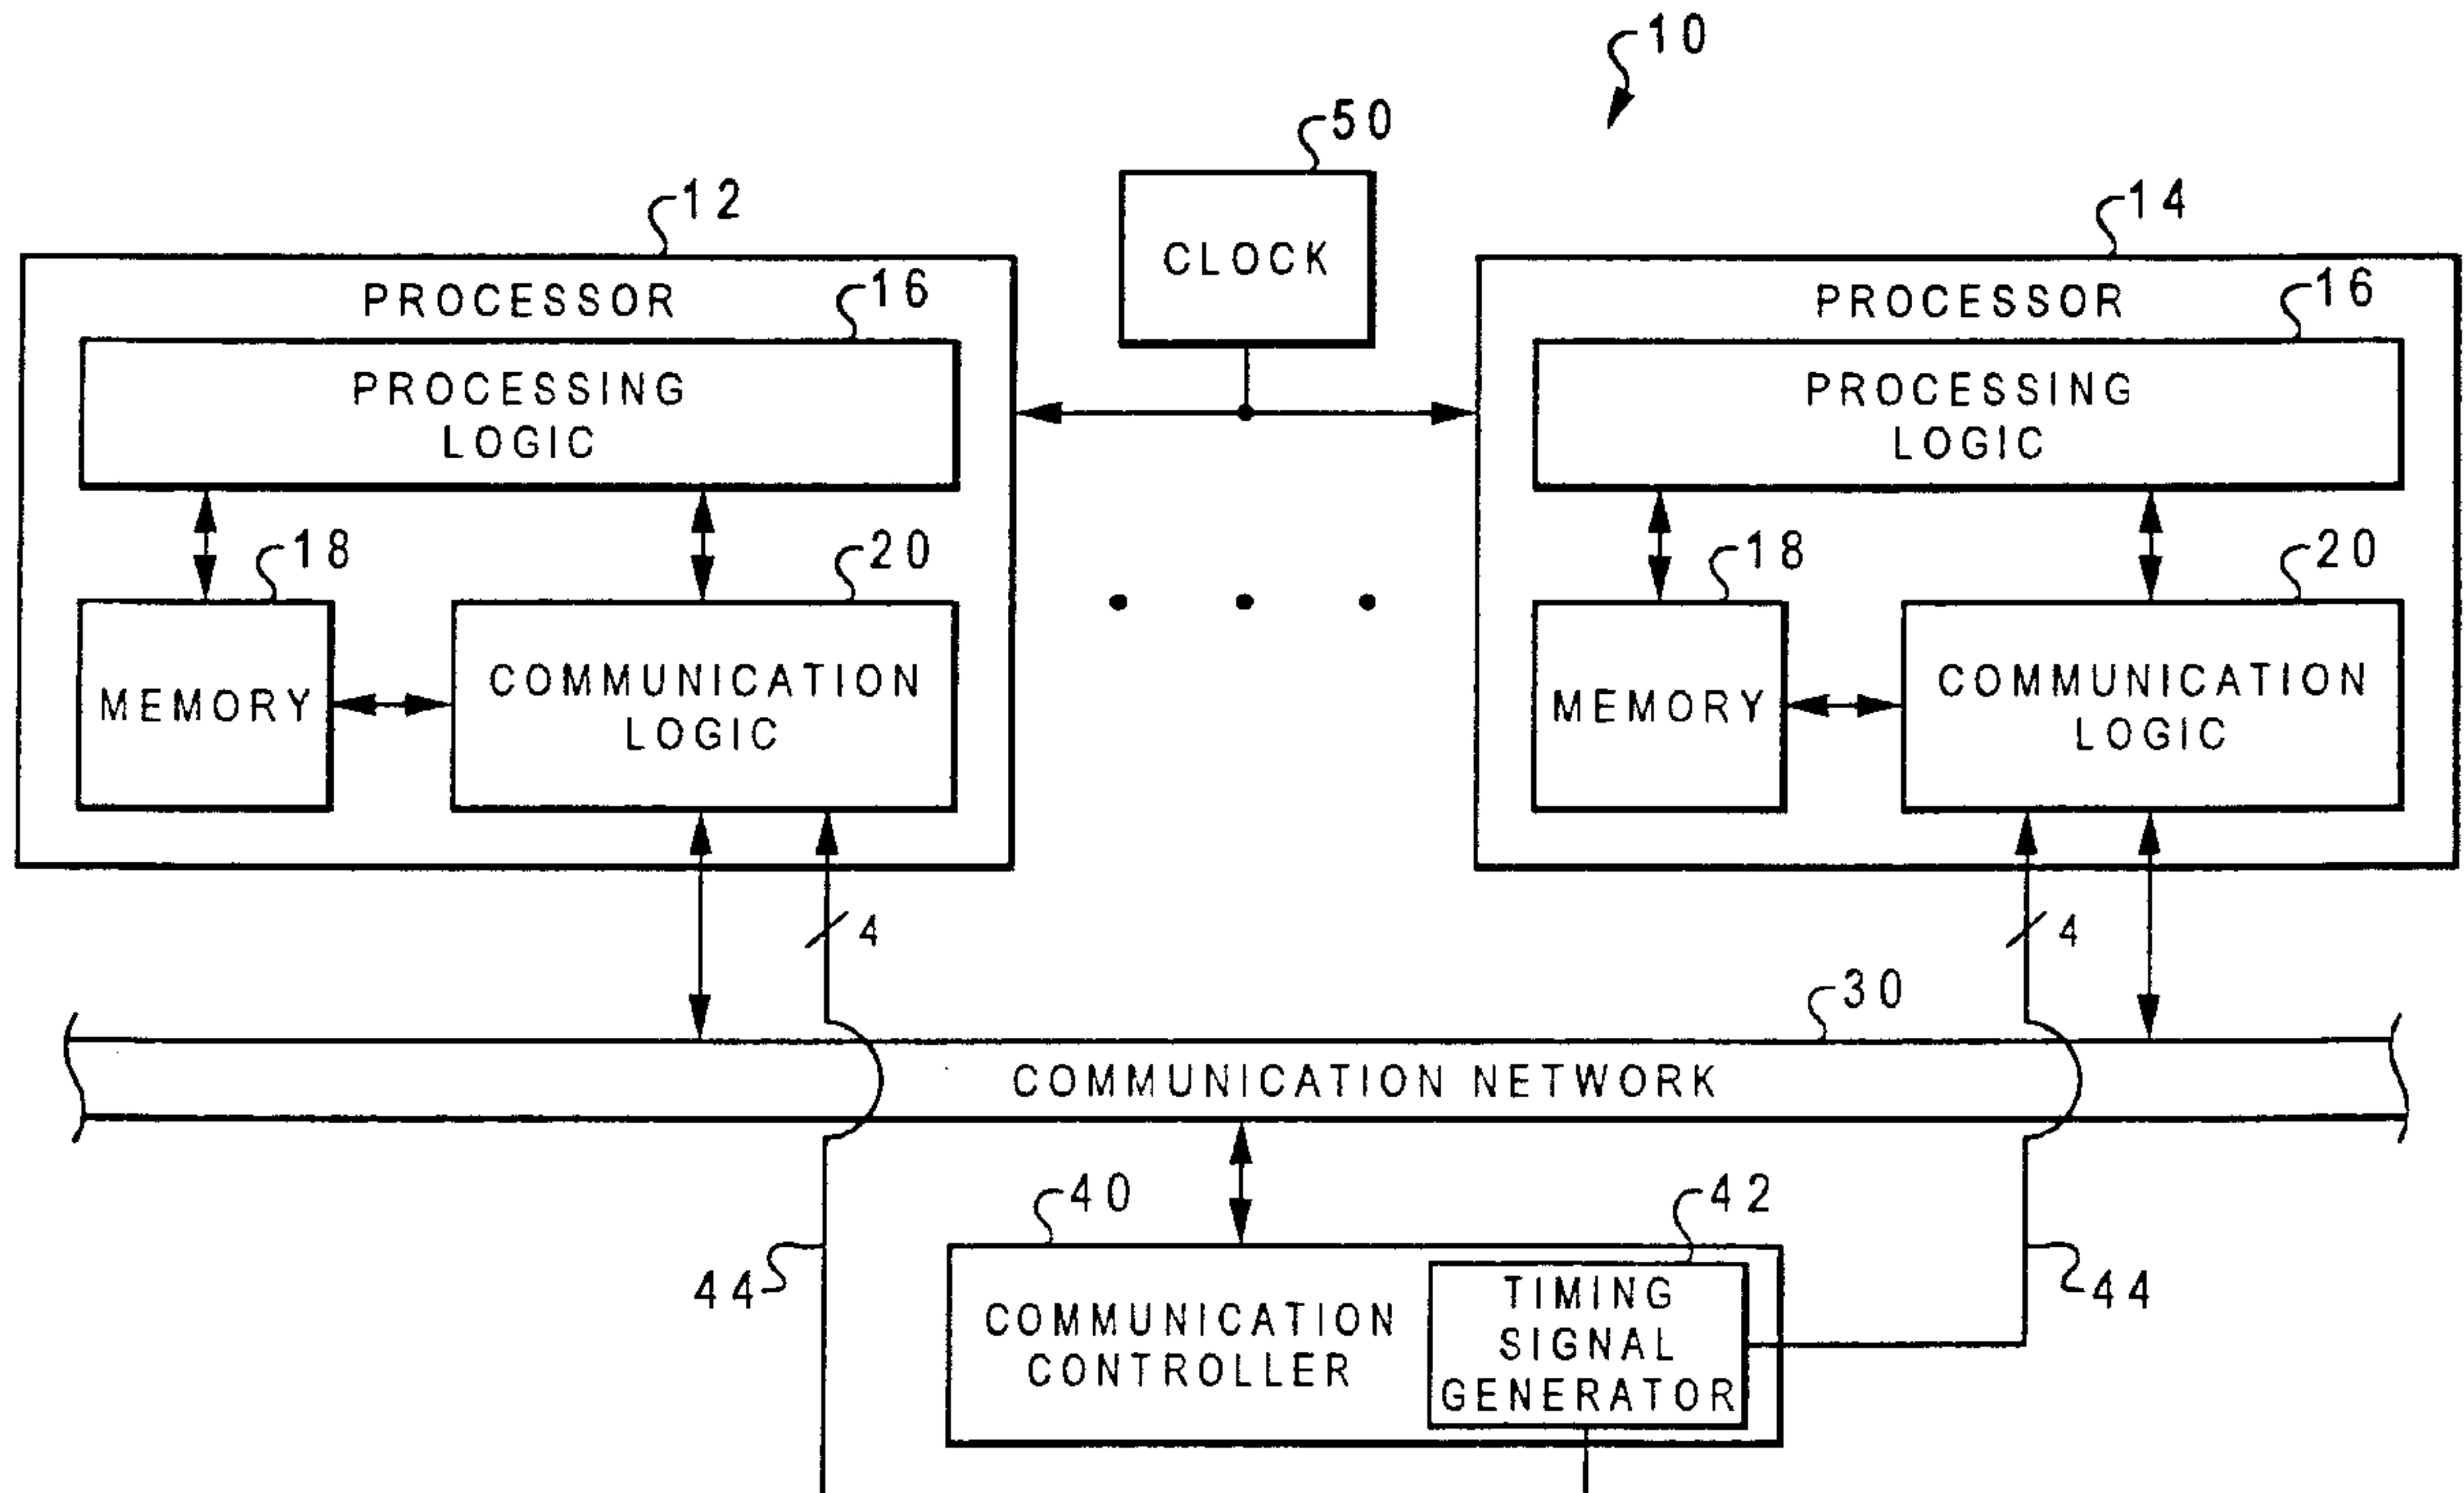 10
50
12
14
CLOCK
PROCESSOR
16
PROCESSOR
16
PROCESSING
LOGIC
PROCESSING
LOGIC
18
20
18
20
MEMORY
COMMUNICATION
LOGIC
MEMORY
COMMUNICATION
LOGIC
4
4
30
COMMUNICATION NETWORK
40
42
44
44
COMMUNICATION
CONTROLLER
TIMING
SIGNAL
GENERATOR